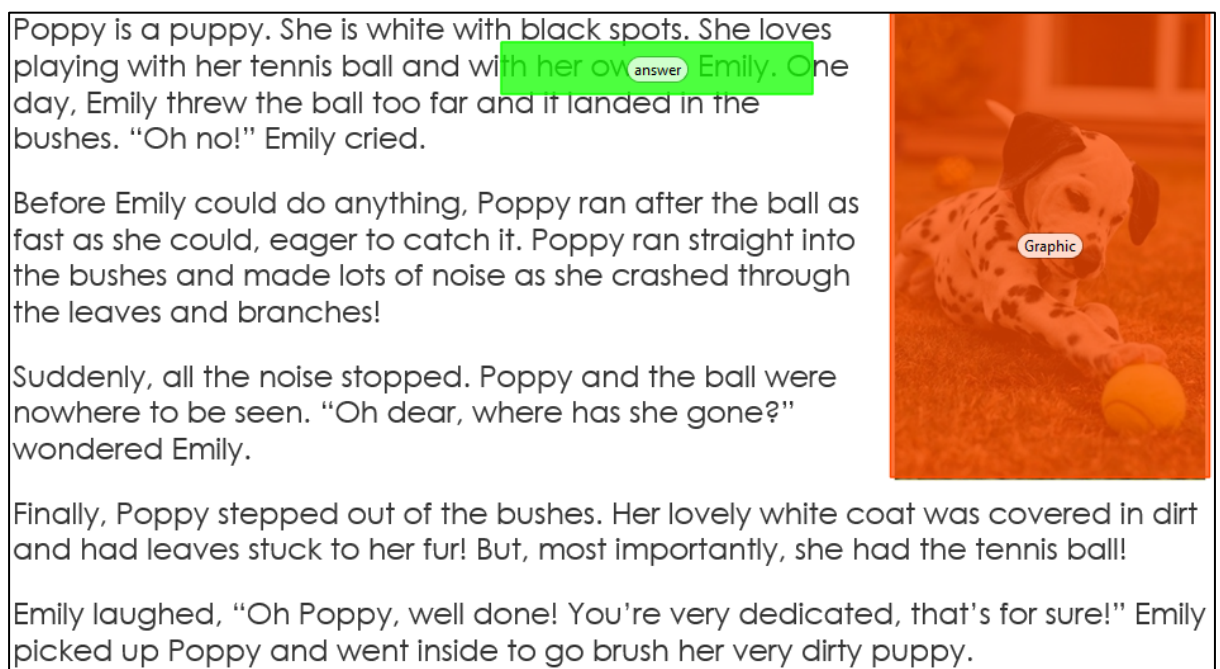 Poppy is a puppy. She is white with black spots. She loves
playing with her tennis ball and with her Emily. One
answer
day, Emily threw the ball too far and it landed in the
bushes. “Oh no!” Emily cried.
Before Emily could do anything, Poppy ran after the ball as
fast as she could, eager to catch it. Poppy ran straight into
the bushes and made lots of noise as she crashed through
the leaves and branches!
Suddenly, all the noise stopped. Poppy and the ball were
nowhere to be seen. “Oh dear, where has she gone?”
wondered Emily.
Graphic
Finally, Poppy stepped out of the bushes. Her lovely white coat was covered in dirt
and had leaves stuck to her fur! But, most importantly, she had the tennis ball!
Emily laughed, “Oh Poppy, well done! You’re very dedicated, that’s for sure!” Emily
picked up Poppy and went inside to go brush her very dirty puppy.